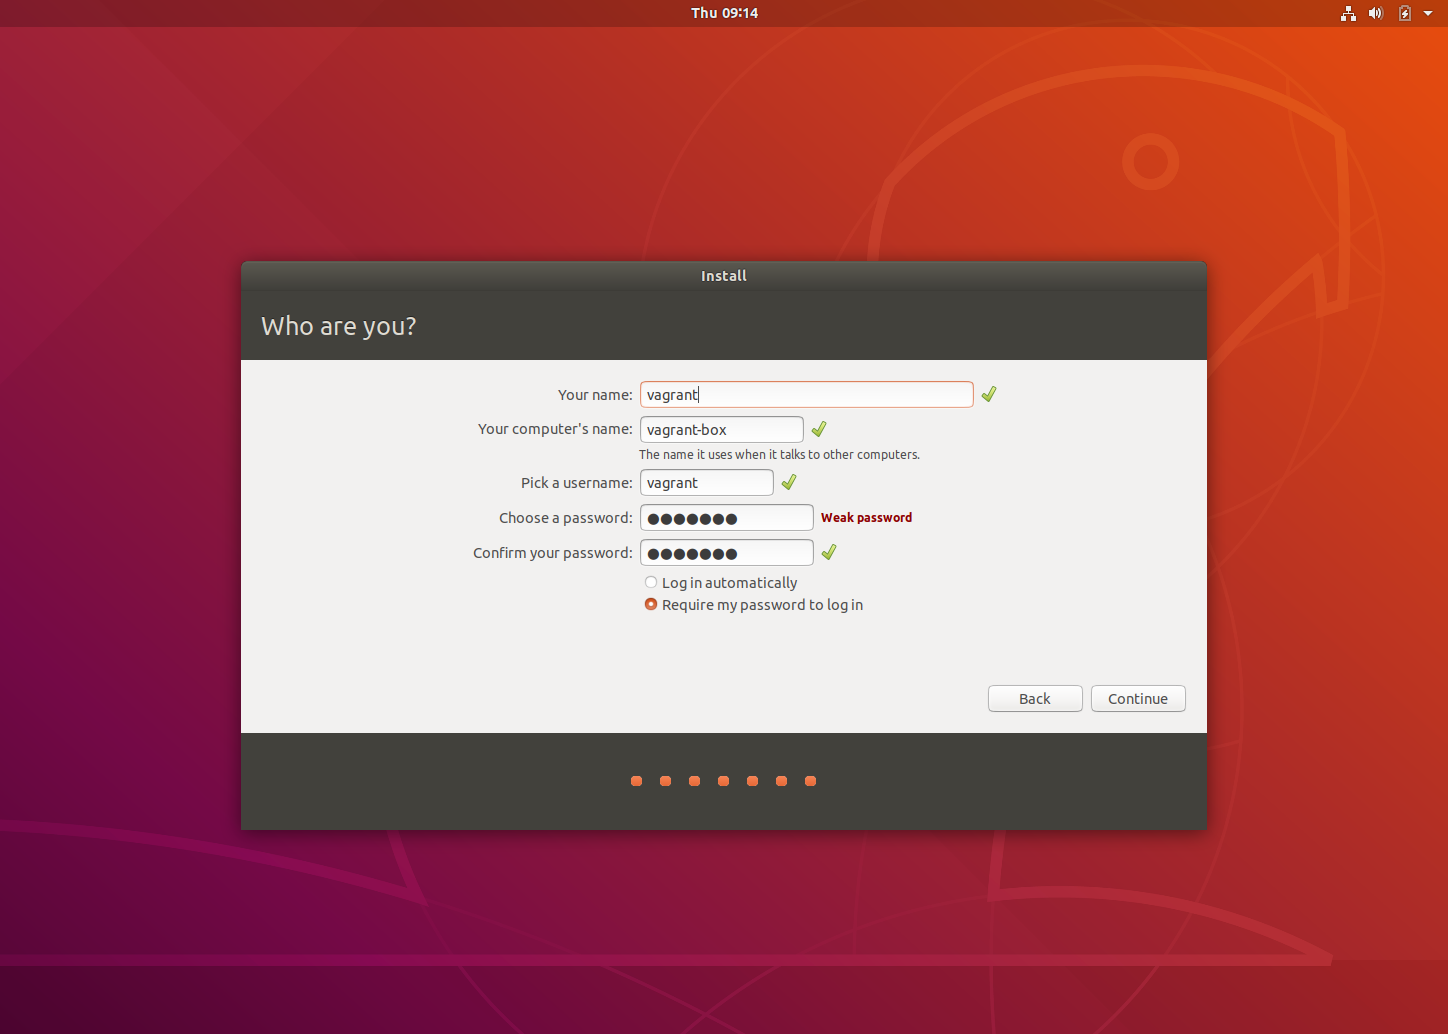 Thu 09:14
Install
Who are you?
Your name: vagrant
Your computer's name: vagrant-box
The name it uses when it talks to other computers.
Pick a username: vagrant
Choose a password: ●●●●●●● Weak password
Confirm your password: ●●●●●●●
Log in automatically
Require my password to log in
Back Continue